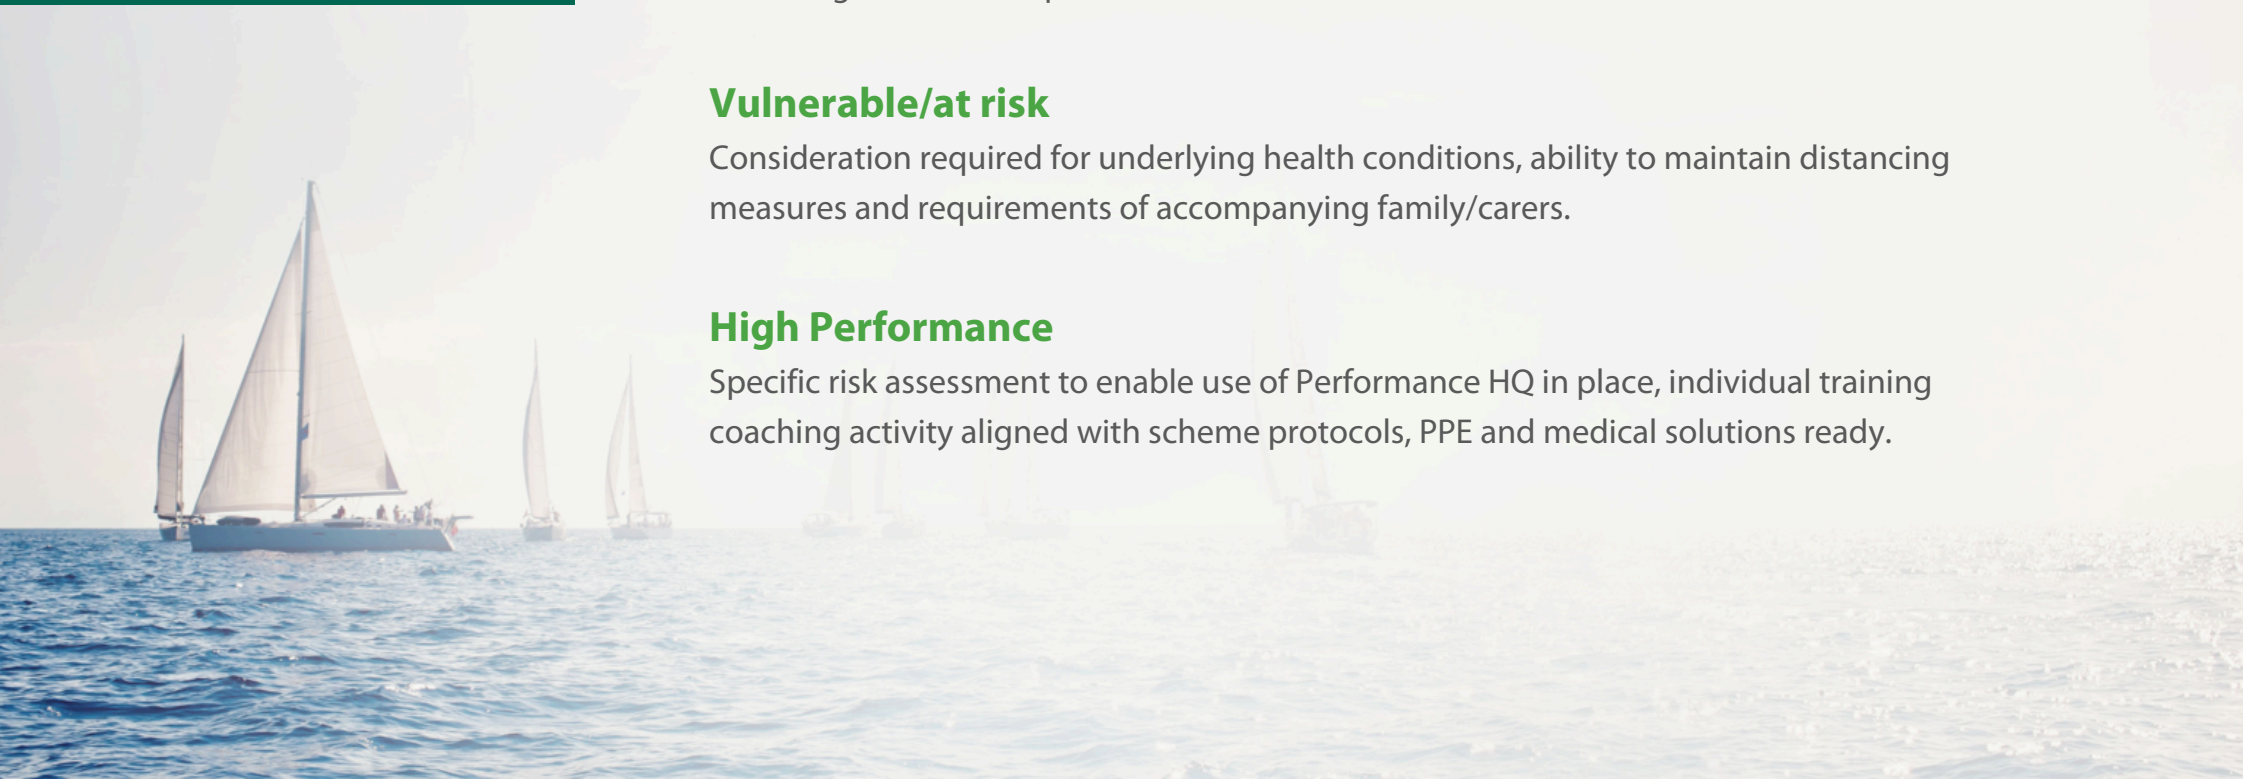 Vulnerable/at risk
Consideration required for underlying health conditions, ability to maintain distancing
measures and requirements of accompanying family/carers.
High Performance
Specific risk assessment to enable use of Performance HQ in place, individual training
coaching activity aligned with scheme protocols, PPE and medical solutions ready.